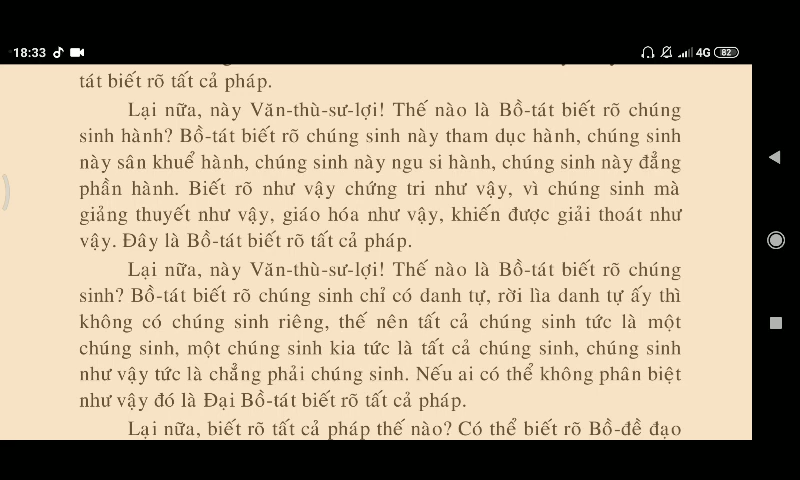 18:33
4G 82
tát biết rõ tất cả pháp.
Lại nữa, này Văn-thù-sư-lợi! Thế nào là Bồ-tát biết rõ chúng
sinh hành? Bồ-tát biết rõ chúng sinh này tham dục hành, chúng sinh
này sân khuể hành, chúng sinh này ngu si hành, chúng sinh này đẳng
phần hành. Biết rõ như vậy chứng tri như vậy, vì chúng sinh mà
giảng thuyết như vậy, giáo hóa như vậy, khiến được giải thoát như
vậy. Đây là Bồ-tát biết rõ tất cả pháp.
Lại nữa, này Văn-thù-sư-lợi! Thế nào là Bồ-tát biết rõ chúng
sinh? Bồ-tát biết rõ chúng sinh chỉ có danh tự, rời lìa danh tự ấy thì
không có chúng sinh riêng, thế nên tất cả chúng sinh tức là một
chúng sinh, một chúng sinh kia tức là tất cả chúng sinh, chúng sinh
như vậy tức là chẳng phải chúng sinh. Nếu ai có thể không phân biệt
như vậy đó là Đại Bồ-tát biết rõ tất cả pháp.
Lại nữa, biết rõ tất cả pháp thế nào? Có thể biết rõ Bồ-đề đạo